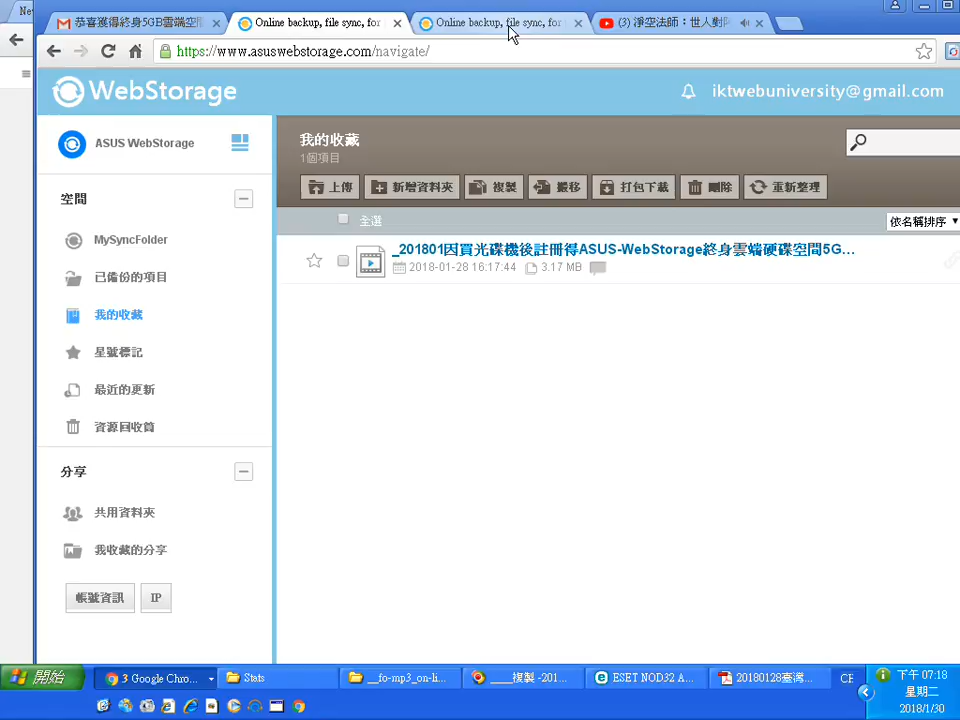 Ne
恭喜獲得終身5GB雲端空間
Online backup, file sync, for
Online backup, file sync, for
(3) 淨空法師：世人對
https://www.asuswebstorage.com/navigate/
WebStorage
iktwebuniversity@gmail.com
ASUS WebStorage
空間
MySyncFolder
已備份的項目
我的收藏
星號標記
最近的更新
資源回收筒
分享
共用資料夾
我收藏的分享
帳號資訊
IP
我的收藏
1個項目
上傳
新增資料夾
複製
搬移
打包下載
刪除
重新整理
全選
依名稱排序
_201801因買光碟機後註冊得ASUS-WebStorage終身雲端硬碟空間5G...
2018-01-28 16:17:44
3.17 MB
開始
3 Google Chro...
Stats
__fo-mp3_on-li...
____複製 -201...
ESET NOD32 A...
20180128臺灣...
CH
下午 07:18
星期二
2018/1/30